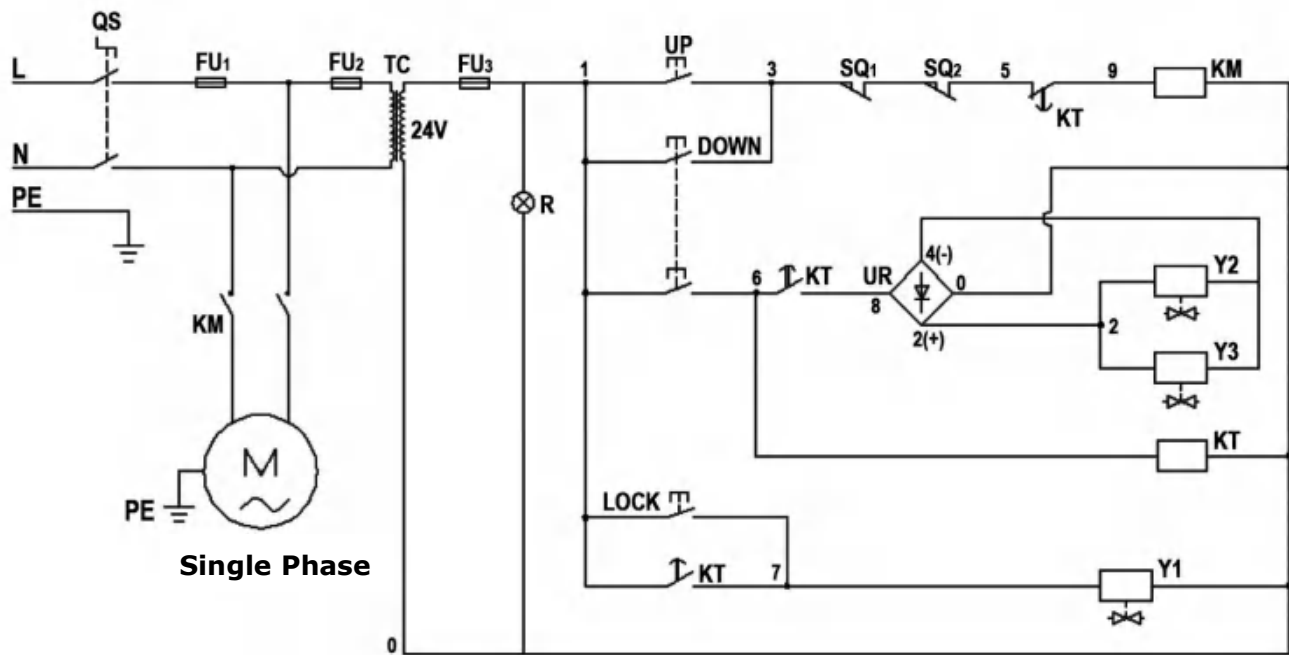 QS
L
FU1
FU2
TC
FU3
1
UP
3
SQ1
SQ2
5
9
KM
KT
24V
N
DOWN
PE
R
4(-)
Y2
6
KT
UR
0
8
KM
2
2(+)
Y3
M
KT
LOCK
PE
Single Phase
KT
7
Y1
0